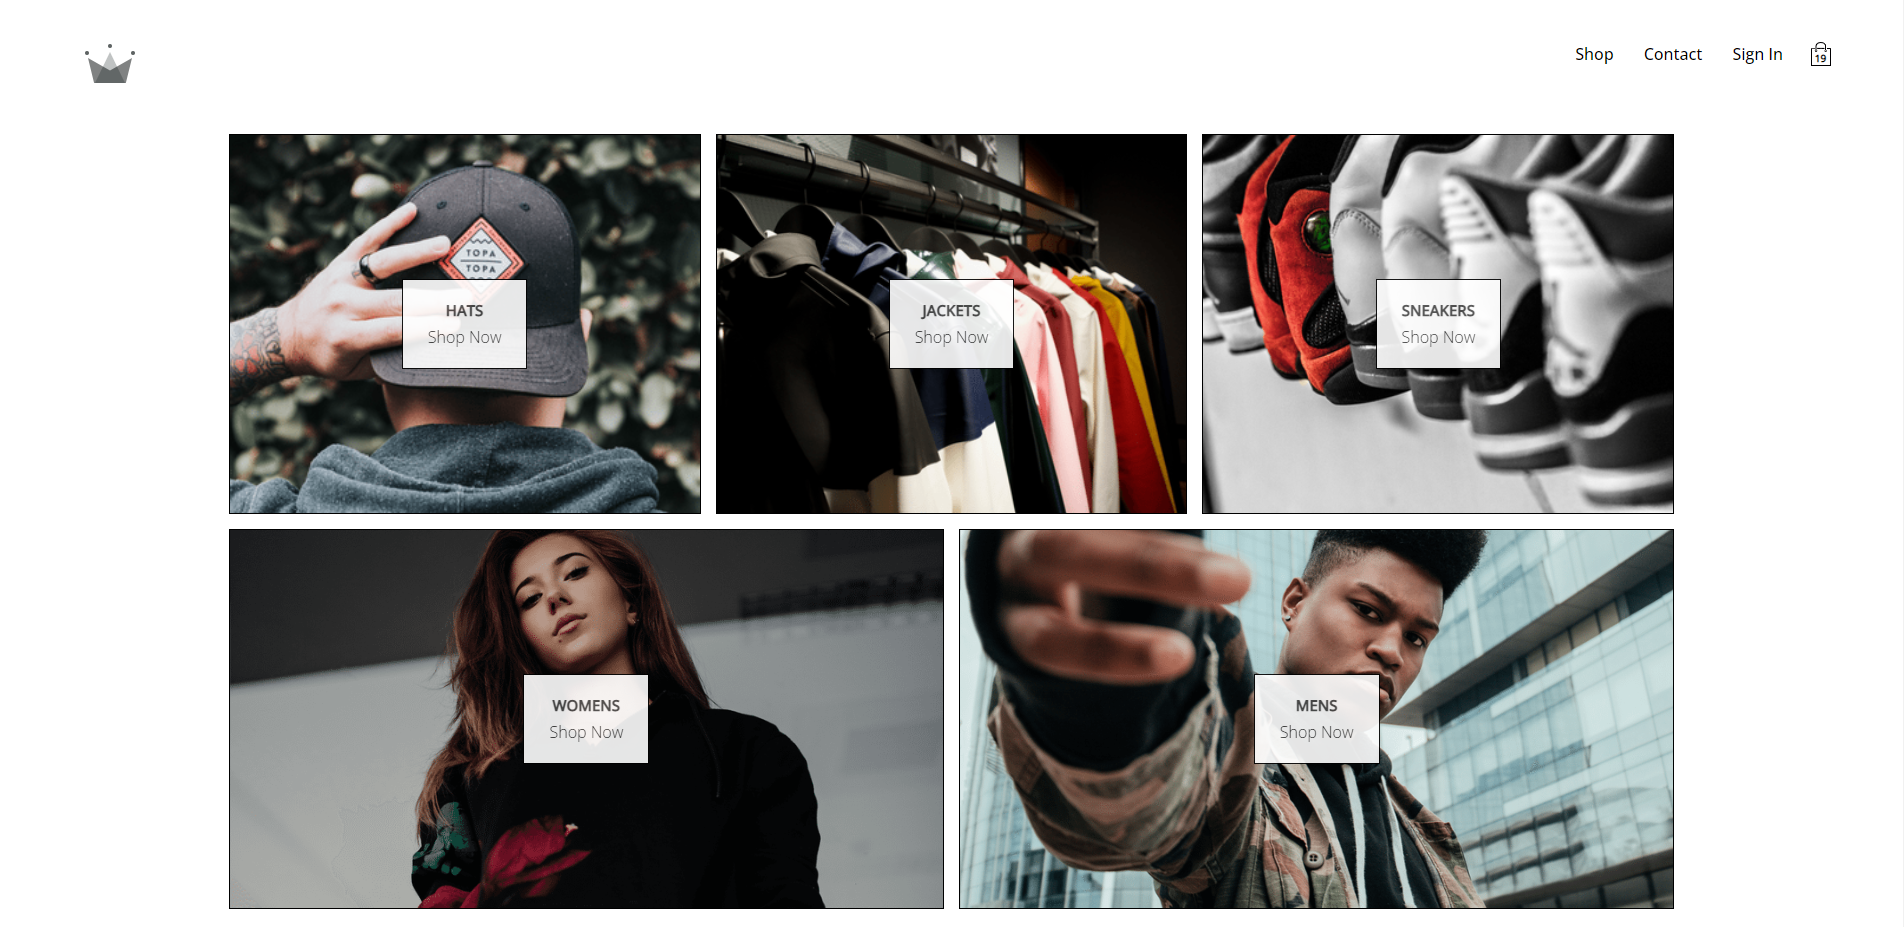 Shop
Contact
Sign In
19
TOPA
TOPA
HATS
Shop Now
JACKETS
Shop Now
SNEAKERS
Shop Now
WOMENS
Shop Now
MENS
Shop Now